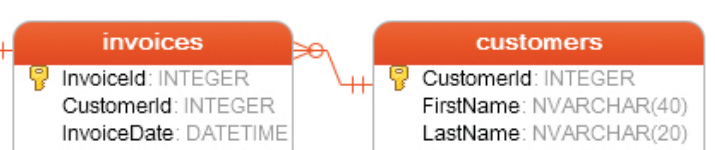 invoices
InvoiceId: INTEGER
CustomerId: INTEGER
InvoiceDate: DATETIME
customers
CustomerId: INTEGER
FirstName: NVARCHAR(40)
LastName: NVARCHAR(20)